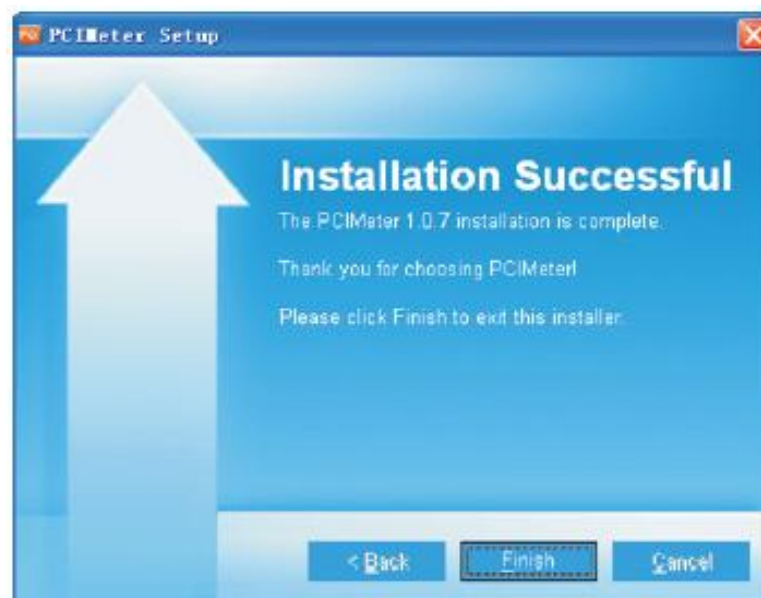 PCIMeter Setup
Installation Successful
The PCIMeter 1.0.7 installation is complete.
Thank you for choosing PCIMeter!
Please click Finish to exit this installer.
< Back
Finish
Cancel